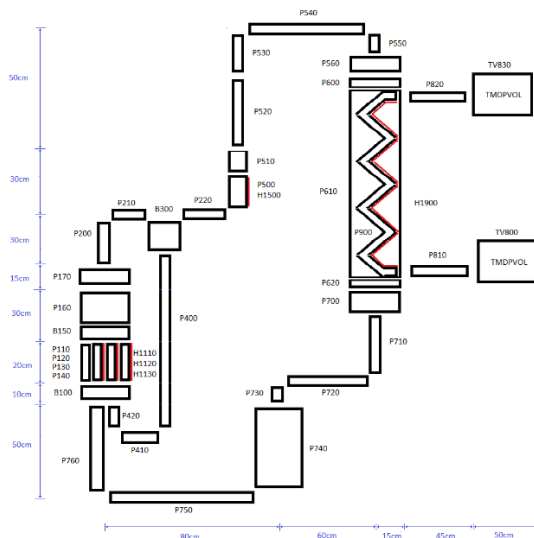 P540
P530
P550
50cm
P560
TV830
P600
P820
TMDPVOL
P520
30cm
P510
P500
H1500
P610
H1900
P210
B300
P220
P200
30cm
P900
TV800
TMDPVOL
P810
15cm
P170
P620
P700
30cm
P160
P400
B150
P710
20cm
P110
P120
P130
P140
H1110
H1120
H1130
P730
P720
10cm
B100
P420
50cm
P410
P760
P740
P750
80cm
60cm
15cm
45cm
50cm